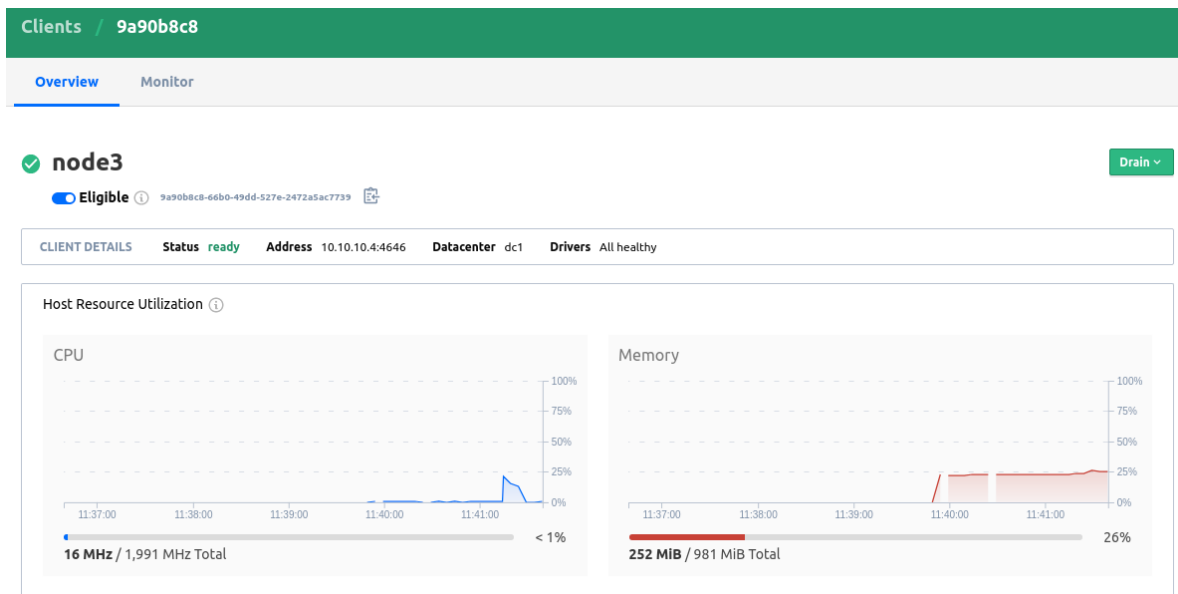 Clients / 9a90b8c8
Overview Monitor
node3
Drain
Eligible 9a90b8c8-66b0-49dd-527e-2472a5ac7739
CLIENT DETAILS Status ready Address 10.10.10.4:4646 Datacenter dc1 Drivers All healthy
Host Resource Utilization
CPU
100%
75%
50%
25%
0%
11:37:00 11:38:00 11:39:00 11:40:00 11:41:00
< 1%
16 MHz / 1,991 MHz Total
Memory
100%
75%
50%
25%
0%
11:37:00 11:38:00 11:39:00 11:40:00 11:41:00
26%
252 MiB / 981 MiB Total